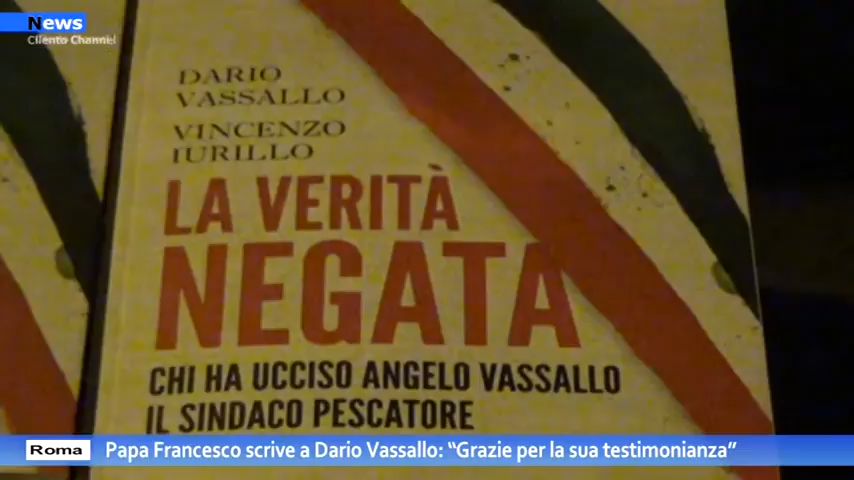 News
Cilento Channel
DARIO
VASSALLO
VINCENZO
IURILLO
LA VERITÀ
NEGATA
CHI HA UCCISO ANGELO VASSALLO
IL SINDACO PESCATORE
Roma
Papa Francesco scrive a Dario Vassallo: “Grazie per la sua testimonianza”